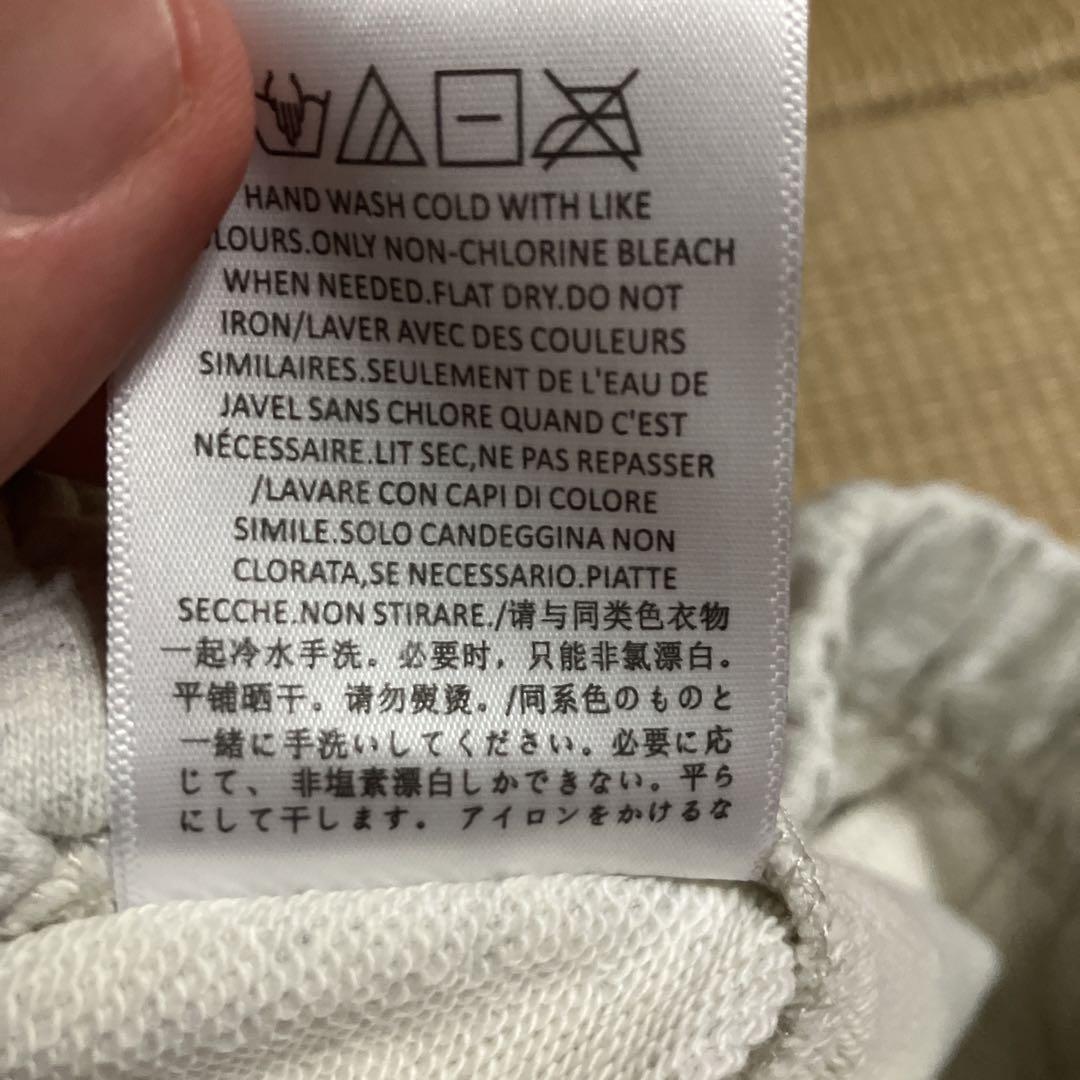 HAND WASH COLD WITH LIKE
LOURS.ONLY NON-CHLORINE BLEACH
WHEN NEEDED.FLAT DRY.DO NOT
IRON/LAVER AVEC DES COULEURS
SIMILAIRES.SEULEMENT DE L'EAU DE
JAVEL SANS CHLORE QUAND C'EST
NÉCESSAIRE.LIT SEC,NE PAS REPASSER
/LAVARE CON CAPI DI COLORE
SIMILE.SOLO CANDEGGINA NON
CLORATA,SE NECESSARIO.PIATTE
SECCHE.NON STIRARE./请与同类色衣物
一起冷水手洗。必要时，只能非氯漂白。
平铺晒干。请勿熨烫。/同系色のものと
一緒に手洗いしてください。必要に応
じて、非塩素漂白しかできない。平ら
にして干します。アイロンをかけるな